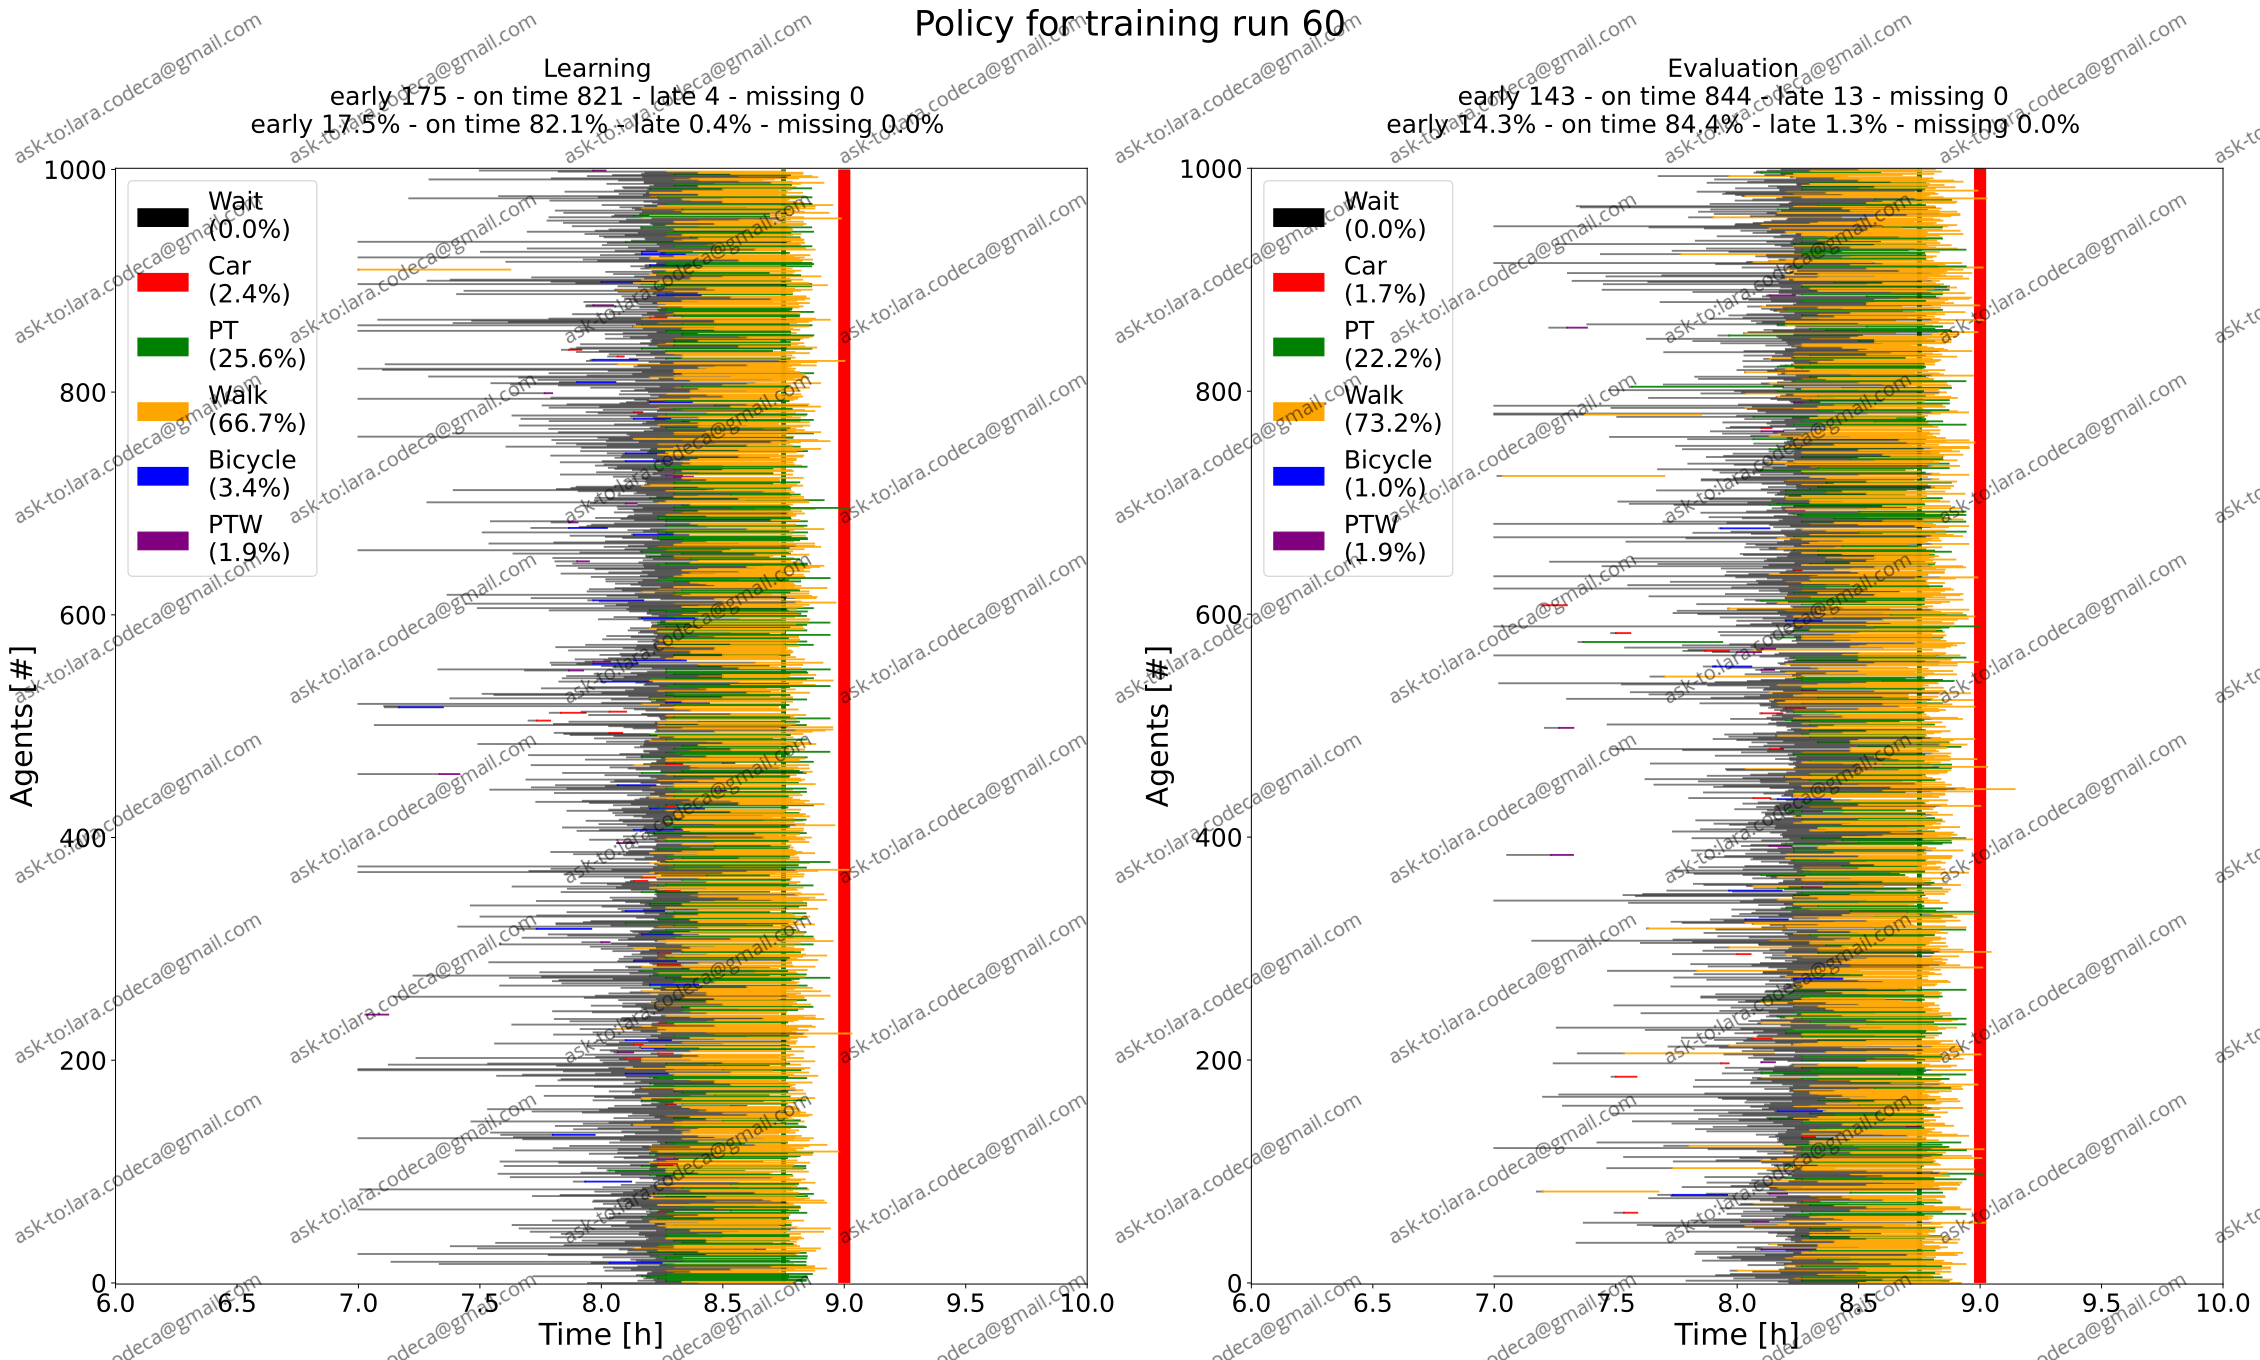 Policy for training run 60
Learning
early 175 - on time 821 - late 4 - missing 0
early 17.5% - on time 82.1% - late 0.4% - missing 0.0%
1000
800
600
400
200
0
Agents [#]
Wait
(0.0%)
Car
(2.4%)
PT
(25.6%)
Walk
(66.7%)
Bicycle
(3.4%)
PTW
(1.9%)
6.0 6.5 7.0 7.5 8.0 8.5 9.0 9.5 10.0
Time [h]
Evaluation
early 143 - on time 844 - late 13 - missing 0
early 14.3% - on time 84.4% - late 1.3% - missing 0.0%
1000
800
600
400
200
0
Agents [#]
Wait
(0.0%)
Car
(1.7%)
PT
(22.2%)
Walk
(73.2%)
Bicycle
(1.0%)
PTW
(1.9%)
6.0 6.5 7.0 7.5 8.0 8.5 9.0 9.5 10.0
Time [h]
ask-to:lara.codeca@gmail.com